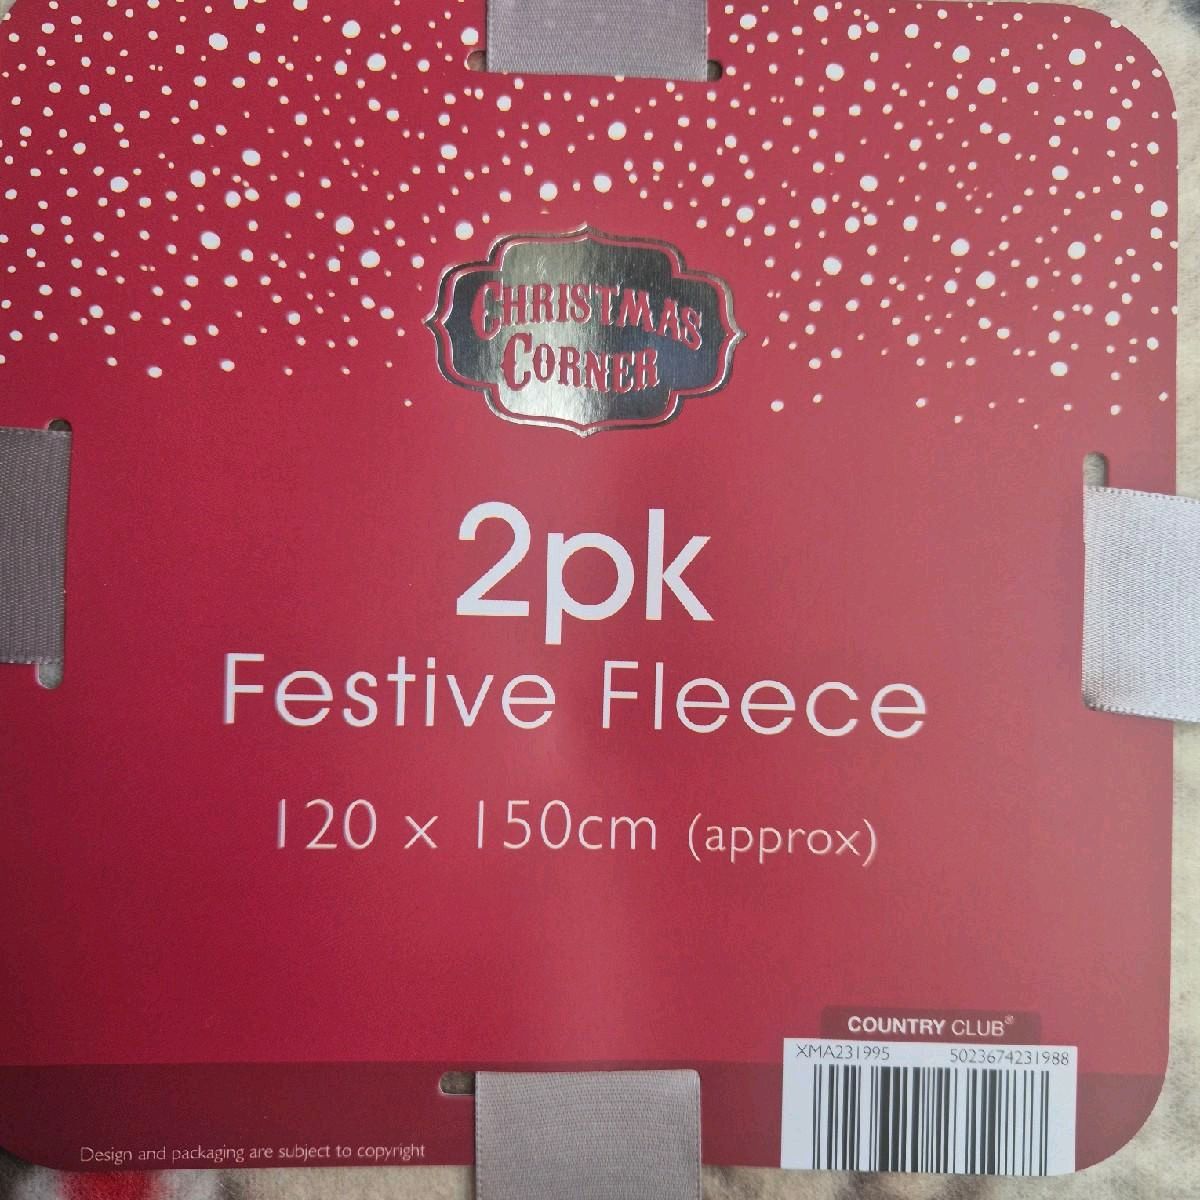 CHRISTMAS
CORNER
2pk
Festive Fleece
120 x 150cm (approx)
COUNTRY CLUB®
XMA231995 5023674231988
Design and packaging are subject to copyright